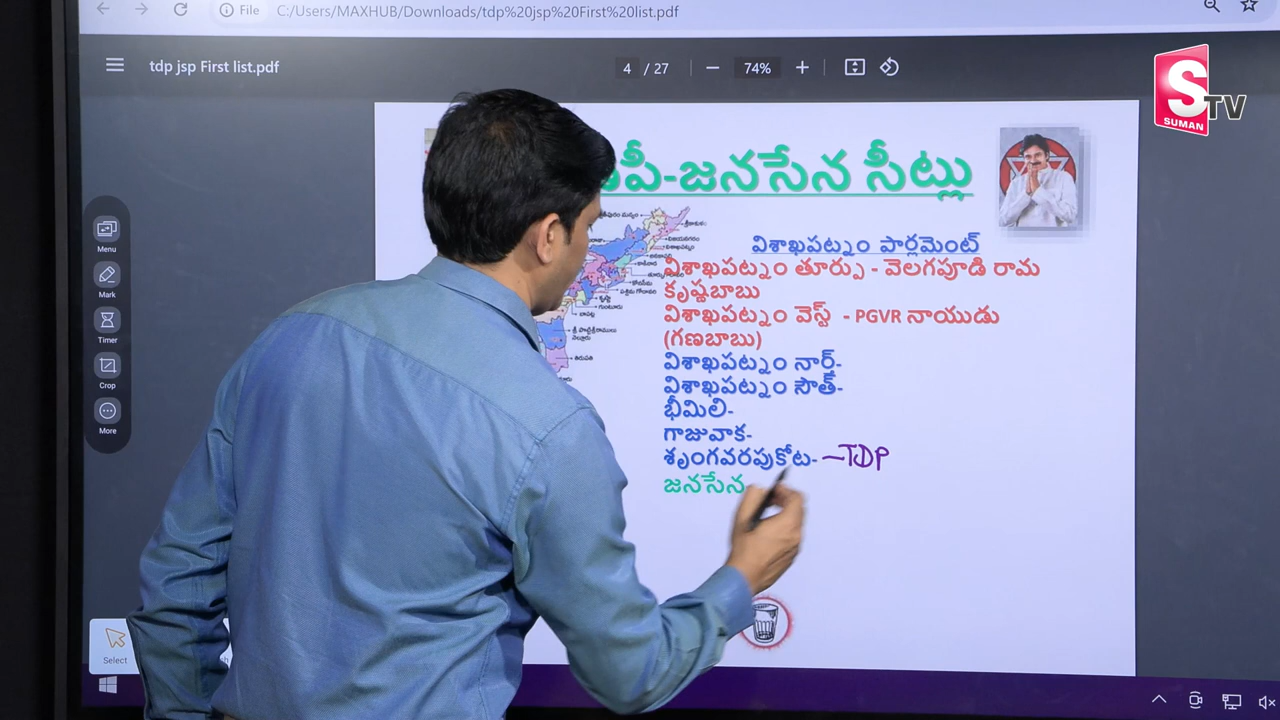 File C:/Users/MAXHUB/Downloads/tdp%20jsp%20First%20list.pdf
tdp jsp First list.pdf
4 / 27
74%
S
TV
SUMAN
పీ-జనసేన సీట్లు
విశాఖపట్నం పార్లమెంట్
విశాఖపట్నం తూర్పు - వెలగపూడి రామ
కృష్ణబాబు
విశాఖపట్నం వెస్ట్ - PGVR నాయుడు
(గణబాబు)
విశాఖపట్నం నార్త్-
విశాఖపట్నం సౌత్-
భీమిలి-
గాజువాక-
శృంగవరపుకోట- -TDP
జనసేన
Menu
Mark
Timer
Crop
More
Select